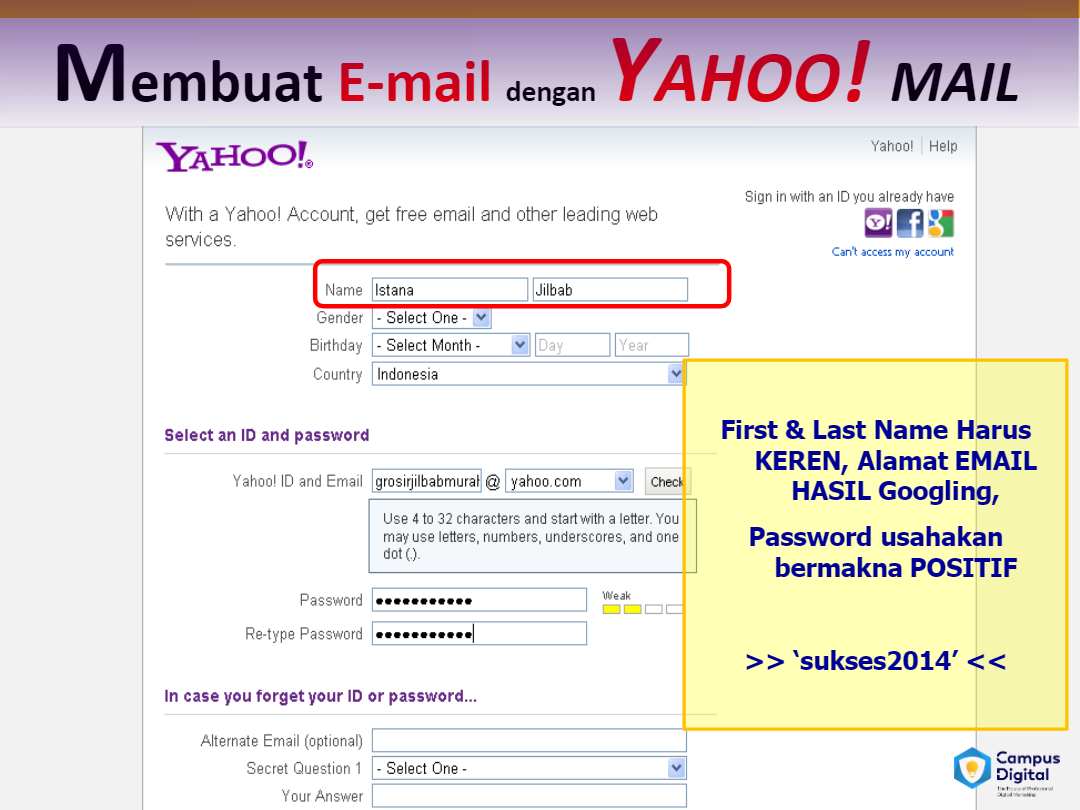 Membuat E-mail dengan YAHOO! MAIL
YAHOO!®
Yahoo! Help
Sign in with an ID you already have
With a Yahoo! Account, get free email and other leading web
services.
Can't access my account
Name Istana Jilbab
Gender - Select One -
Birthday - Select Month - Day Year
Country Indonesia
Select an ID and password
Yahoo! ID and Email grosirjilbabmurah @ yahoo.com Check
Use 4 to 32 characters and start with a letter. You
may use letters, numbers, underscores, and one
dot (.).
Password ●●●●●●●●●●● Weak
Re-type Password ●●●●●●●●●●●
In case you forget your ID or password...
Alternate Email (optional)
Secret Question 1 - Select One -
Your Answer
First & Last Name Harus
KEREN, Alamat EMAIL
HASIL Googling,
Password usahakan
bermakna POSITIF
>> ‘sukses2014’ <<
Campus
Digital